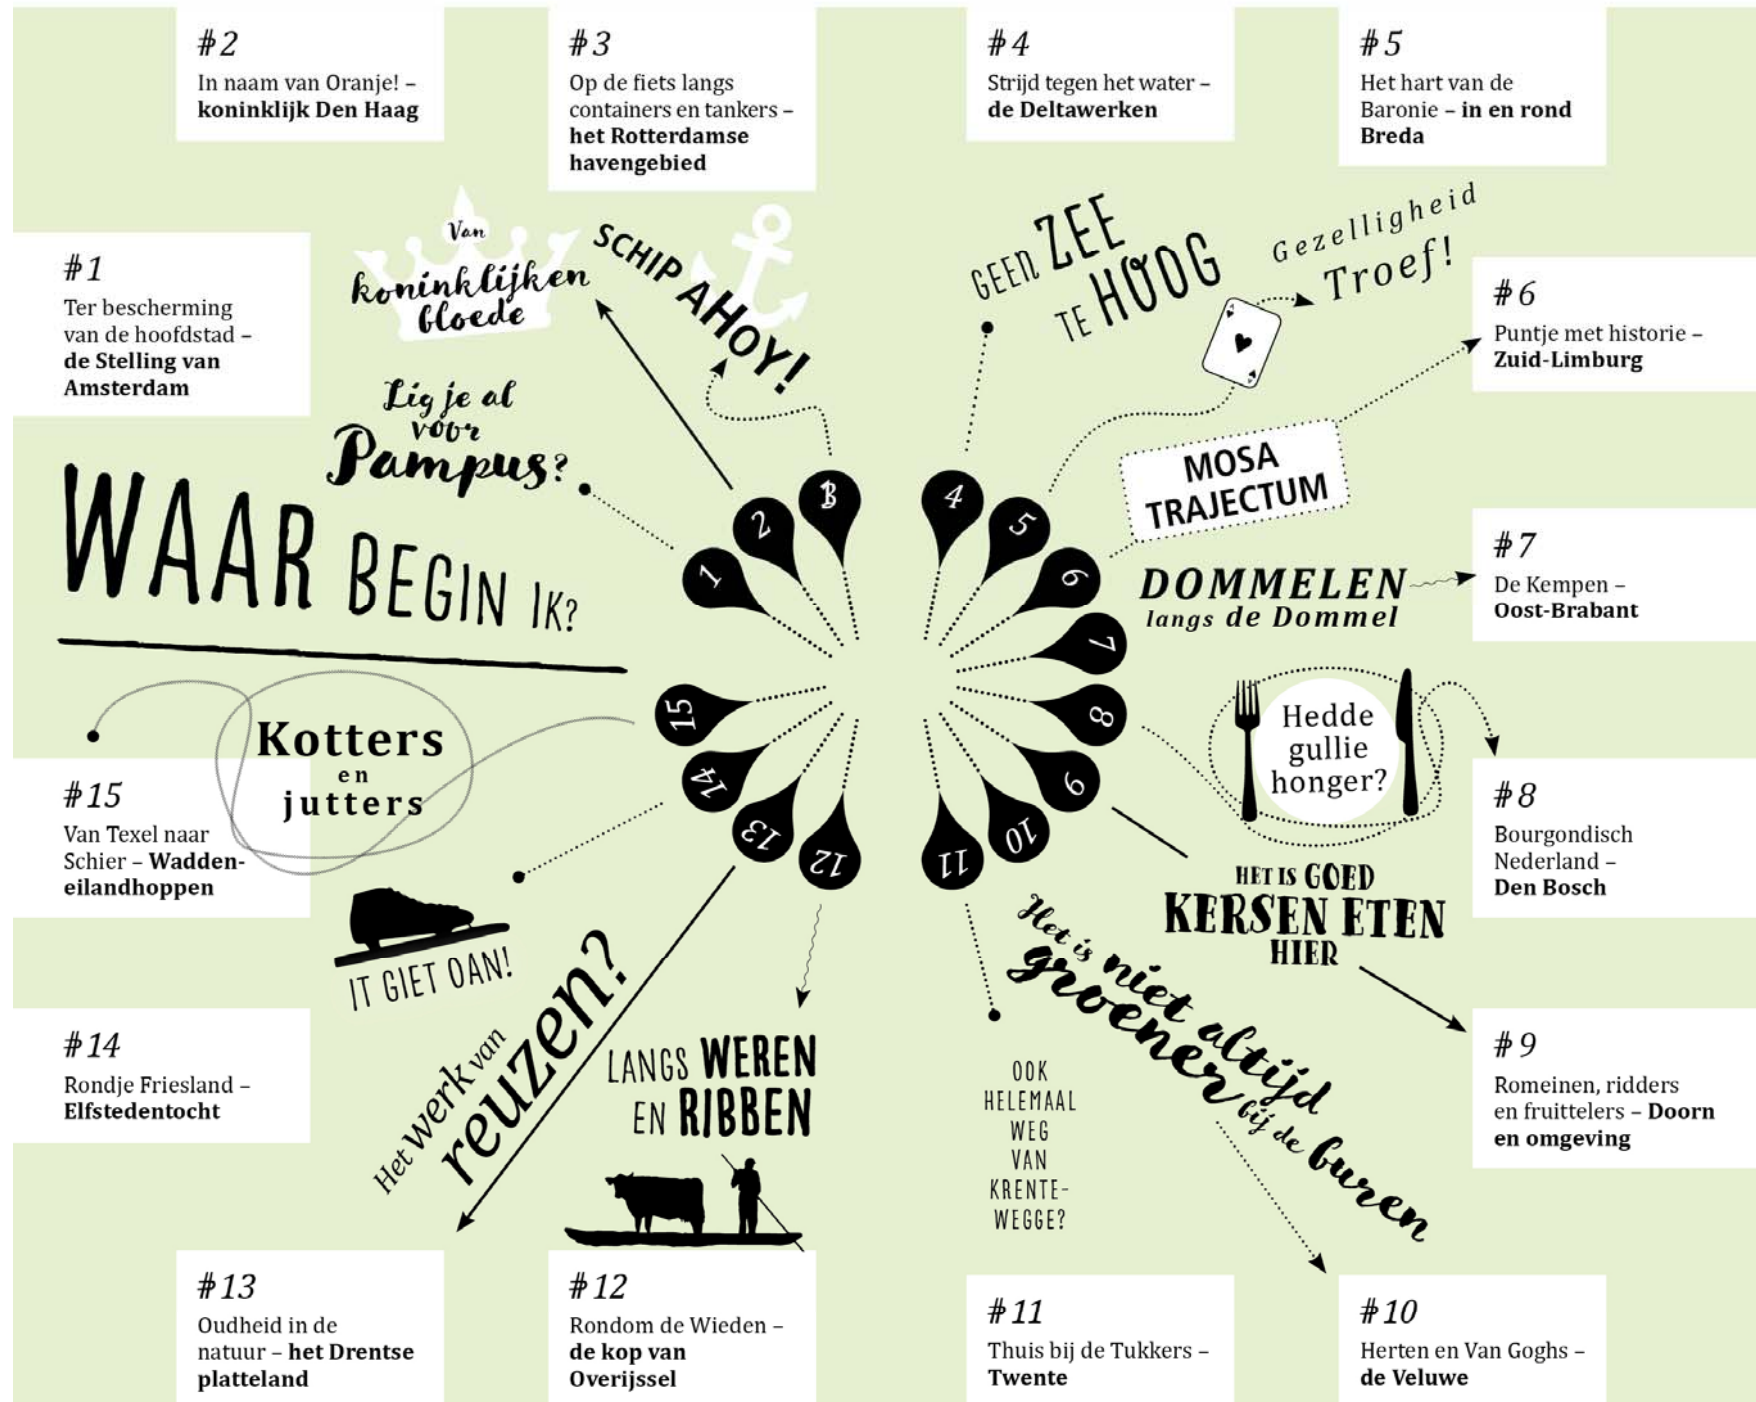 #2
In naam van Oranje! –
koninklijk Den Haag
#3
Op de fiets langs
containers en tankers –
het Rotterdamse
havengebied
#4
Strijd tegen het water –
de Deltawerken
#5
Het hart van de
Baronie – in en rond
Breda
#1
Ter bescherming
van de hoofdstad –
de Stelling van
Amsterdam
Van
koninklijken
bloede
SCHIP AHOY!
GEEN ZEE
TE HOOG
Gezelligheid
Troef!
#6
Puntje met historie –
Zuid-Limburg
Lig je al
voor
Pampus?
MOSA
TRAJECTUM
WAAR BEGIN IK?
1
2
3
4
5
6
7
8
9
10
11
12
13
14
15
DOMMELEN
langs de Dommel
#7
De Kempen –
Oost-Brabant
Kotters
en
jutters
Hedde
gullie
honger?
#15
Van Texel naar
Schier – Wadden-
eilandhoppen
#8
Bourgondisch
Nederland –
Den Bosch
IT GIET OAN!
HET IS GOED
KERSEN ETEN
HIER
Het is niet altijd
groener bij de buren
#14
Rondje Friesland –
Elfstedentocht
Het werk van
reuzen?
LANGS WEREN
EN RIBBEN
OOK
HELEMAAL
WEG
VAN
KRENTE-
WEGGE?
#9
Romeinen, ridders
en fruittelers – Doorn
en omgeving
#13
Oudheid in de
natuur – het Drentse
platteland
#12
Rondom de Wieden –
de kop van
Overijssel
#11
Thuis bij de Tukkers –
Twente
#10
Herten en Van Goghs –
de Veluwe